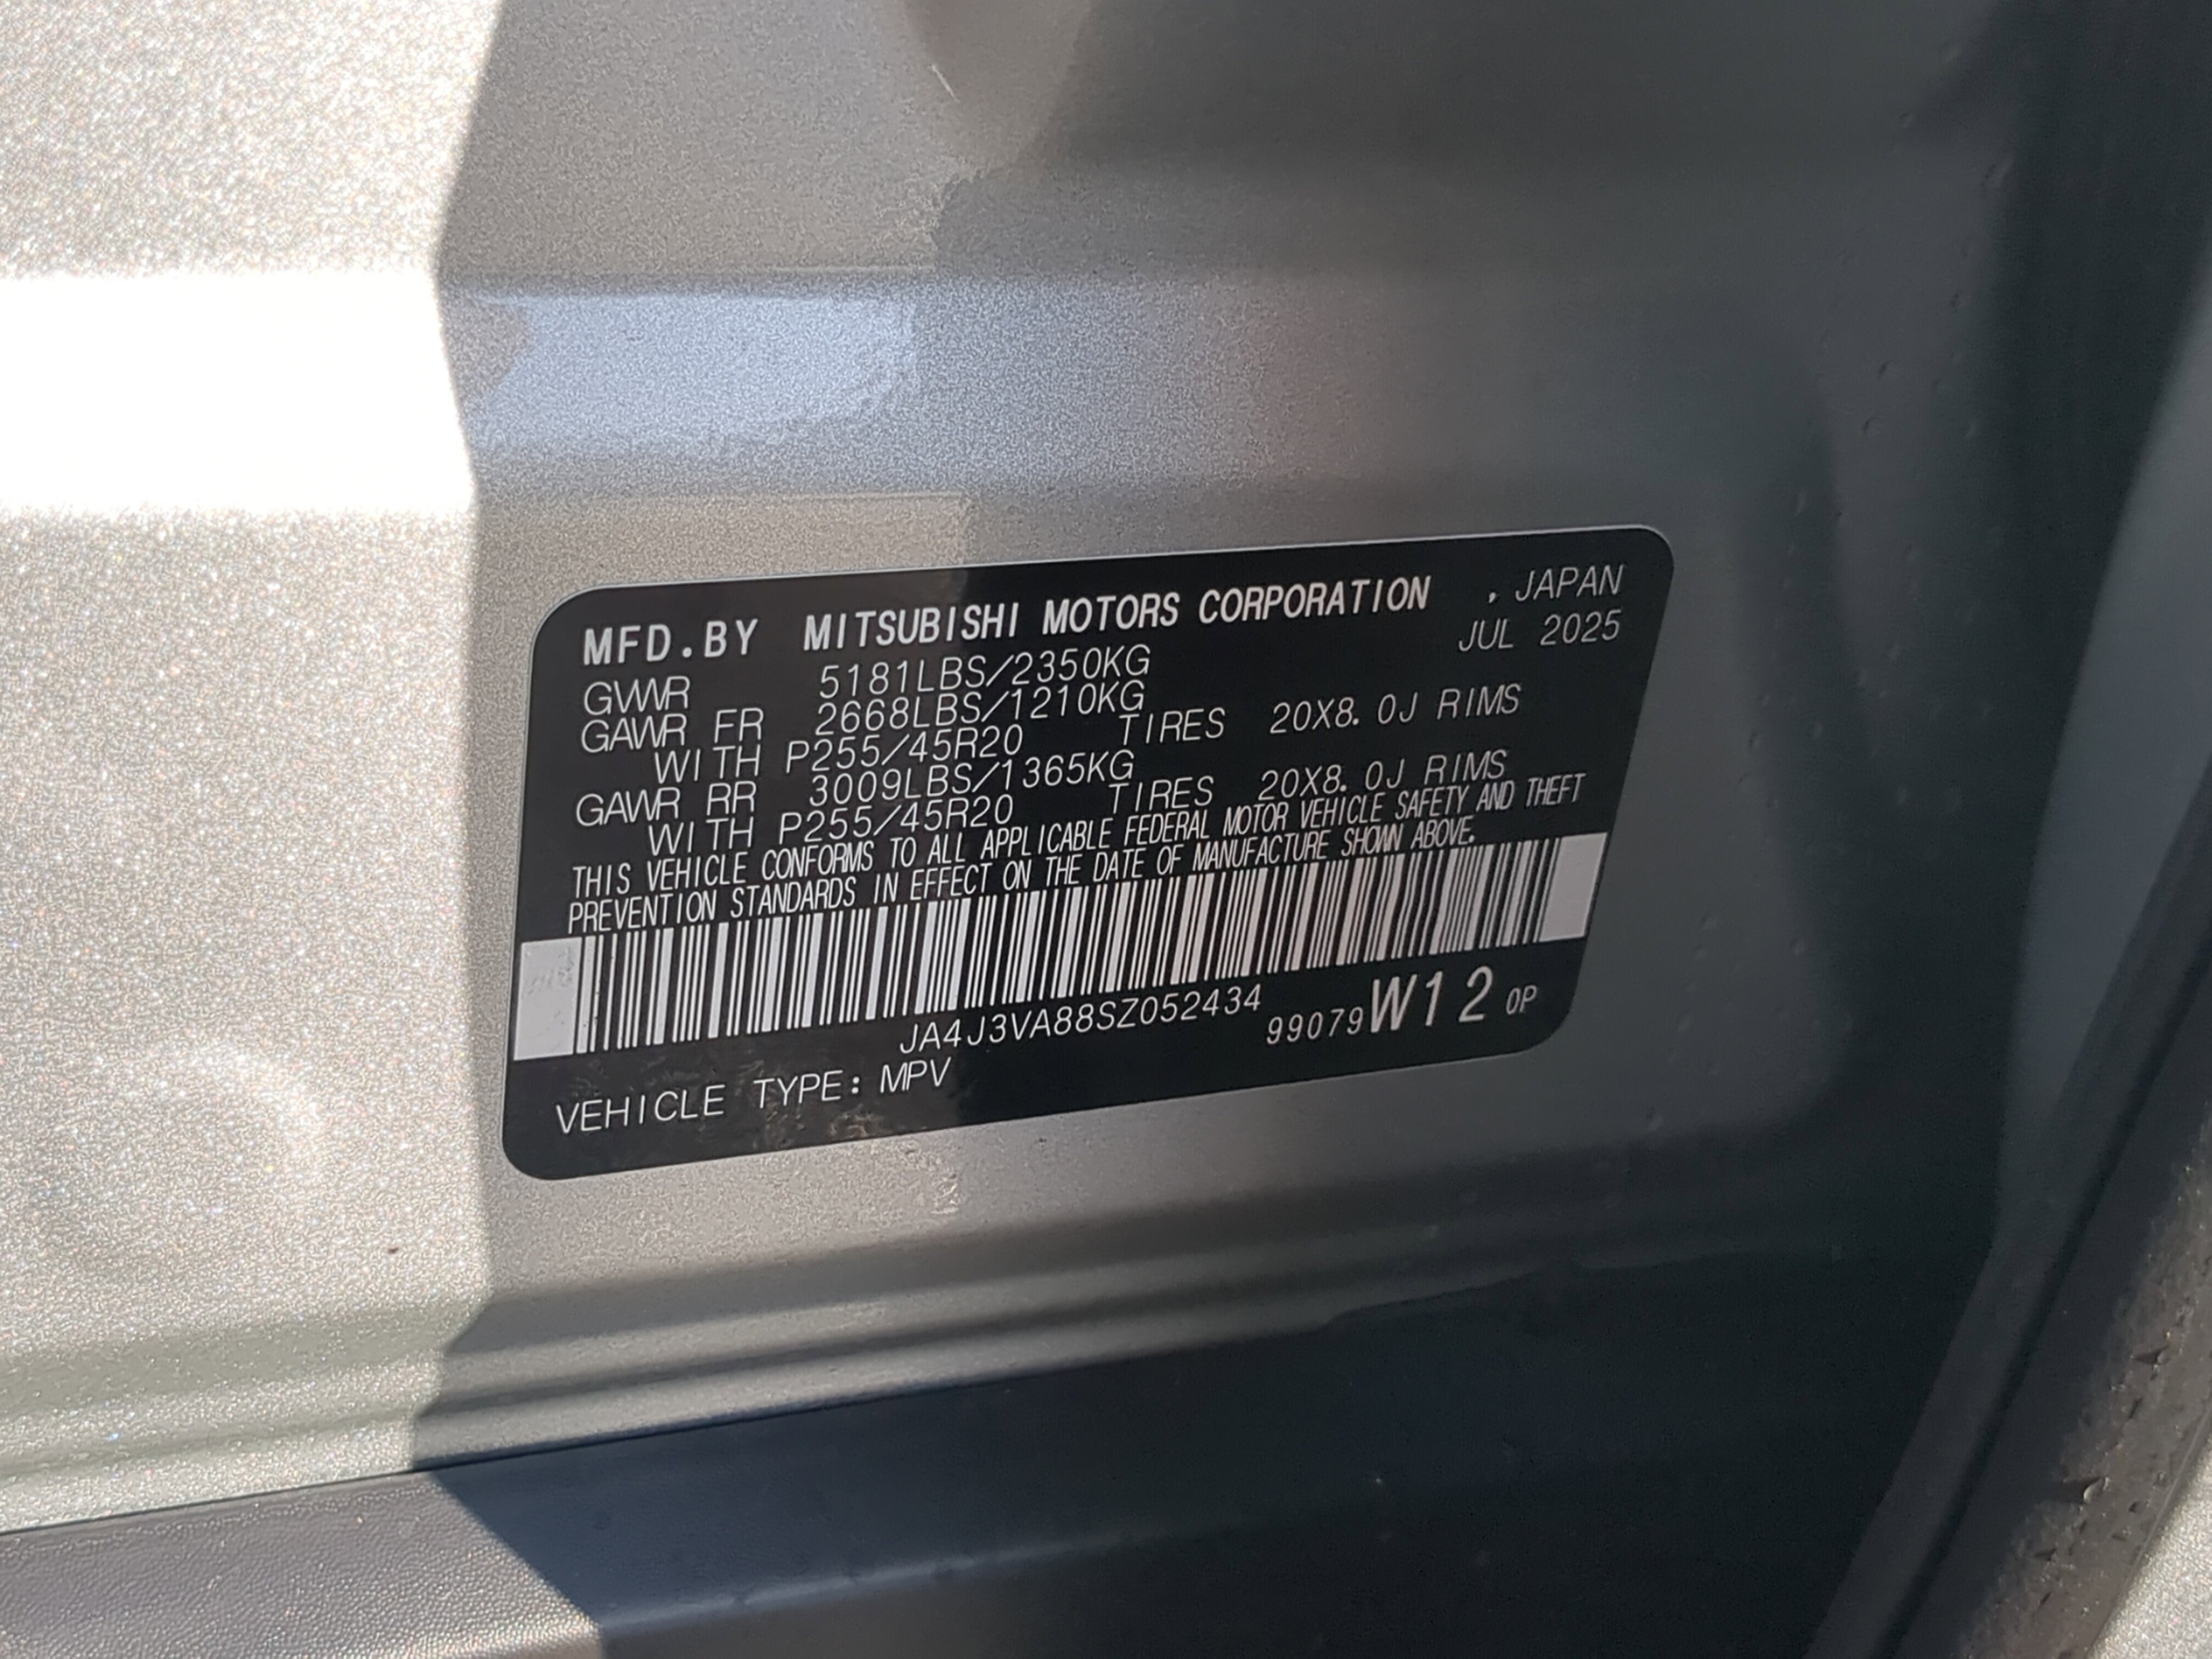 MFD.BY MITSUBISHI MOTORS CORPORATION , JAPAN
JUL 2025
GVWR 5181LBS/2350KG
GAWR FR 2668LBS/1210KG
WITH P255/45R20 TIRES 20X8.0J RIMS
GAWR RR 3009LBS/1365KG
WITH P255/45R20 TIRES 20X8.0J RIMS
THIS VEHICLE CONFORMS TO ALL APPLICABLE FEDERAL MOTOR VEHICLE SAFETY AND THEFT
PREVENTION STANDARDS IN EFFECT ON THE DATE OF MANUFACTURE SHOWN ABOVE.
JA4J3VA88SZ052434
99079W12 0P
VEHICLE TYPE: MPV